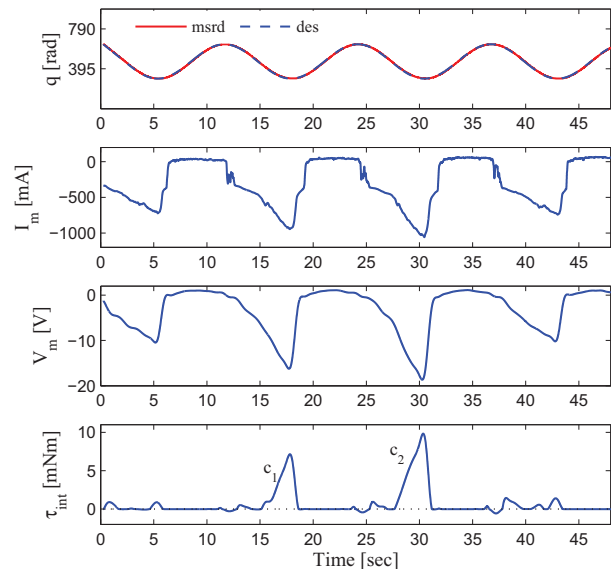 790
395
q [rad]
msrd
des
0 5 10 15 20 25 30 35 40 45
0
−500
−1000
I_m [mA]
0 5 10 15 20 25 30 35 40 45
0
−10
−20
V_m [V]
0 5 10 15 20 25 30 35 40 45
10
5
0
τ_int [mNm]
c_1
c_2
0 5 10 15 20 25 30 35 40 45
Time [sec]